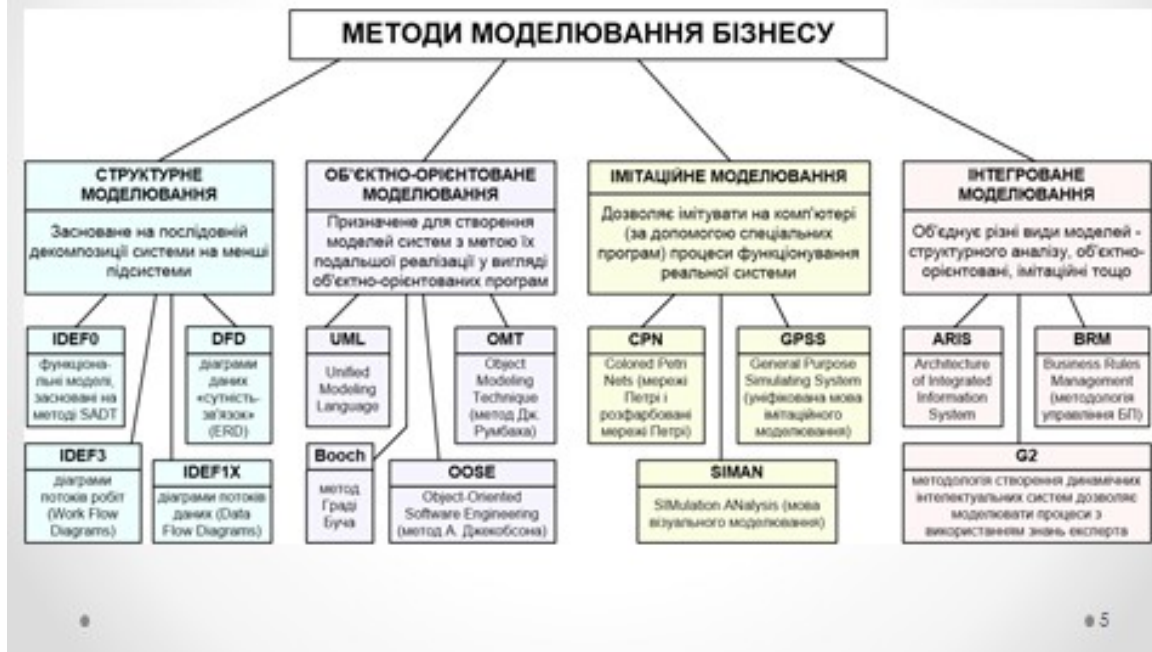 МЕТОДИ МОДЕЛЮВАННЯ БІЗНЕСУ
СТРУКТУРНЕ
МОДЕЛЮВАННЯ
Засноване на послідовній
декомпозиції системи на менші
підсистеми
IDEF0
функціона-
льні моделі,
засновані на
методі SADT
DFD
діаграми
даних
«сутність-
зв'язок»
(ERD)
IDEF3
діаграми
потоків робіт
(Work Flow
Diagrams)
IDEF1X
діаграми потоків
даних (Data
Flow Diagrams)
ОБ'ЄКТНО-ОРІЄНТОВАНЕ
МОДЕЛЮВАННЯ
Призначене для створення
моделей систем з метою їх
подальшої реалізації у вигляді
об'єктно-орієнтованих програм
UML
Unified
Modeling
Language
OMT
Object
Modeling
Technique
(метод Дж.
Румбаха)
Booch
метод
Граді
Буча
OOSE
Object-Oriented
Software Engineering
(метод А. Джекобсона)
ІМІТАЦІЙНЕ МОДЕЛЮВАННЯ
Дозволяє імітувати на комп'ютері
(за допомогою спеціальних
програм) процеси функціонування
реальної системи
CPN
Colored Petri
Nets (мережі
Петрі і
розфарбовані
мережі Петрі)
GPSS
General Purpose
Simulating System
(уніфікована мова
імітаційного
моделювання)
SIMAN
SIMulation ANalysis (мова
візуального моделювання)
ІНТЕГРОВАНЕ
МОДЕЛЮВАННЯ
Об'єднує різні види моделей -
структурного аналізу, об'єктно-
орієнтовані, імітаційні тощо
ARIS
Architecture
of Integrated
Information
System
BRM
Business Rules
Management
(методологія
управління БП)
G2
методологія створення динамічних
інтелектуальних систем дозволяє
моделювати процеси з
використанням знань експерта
5